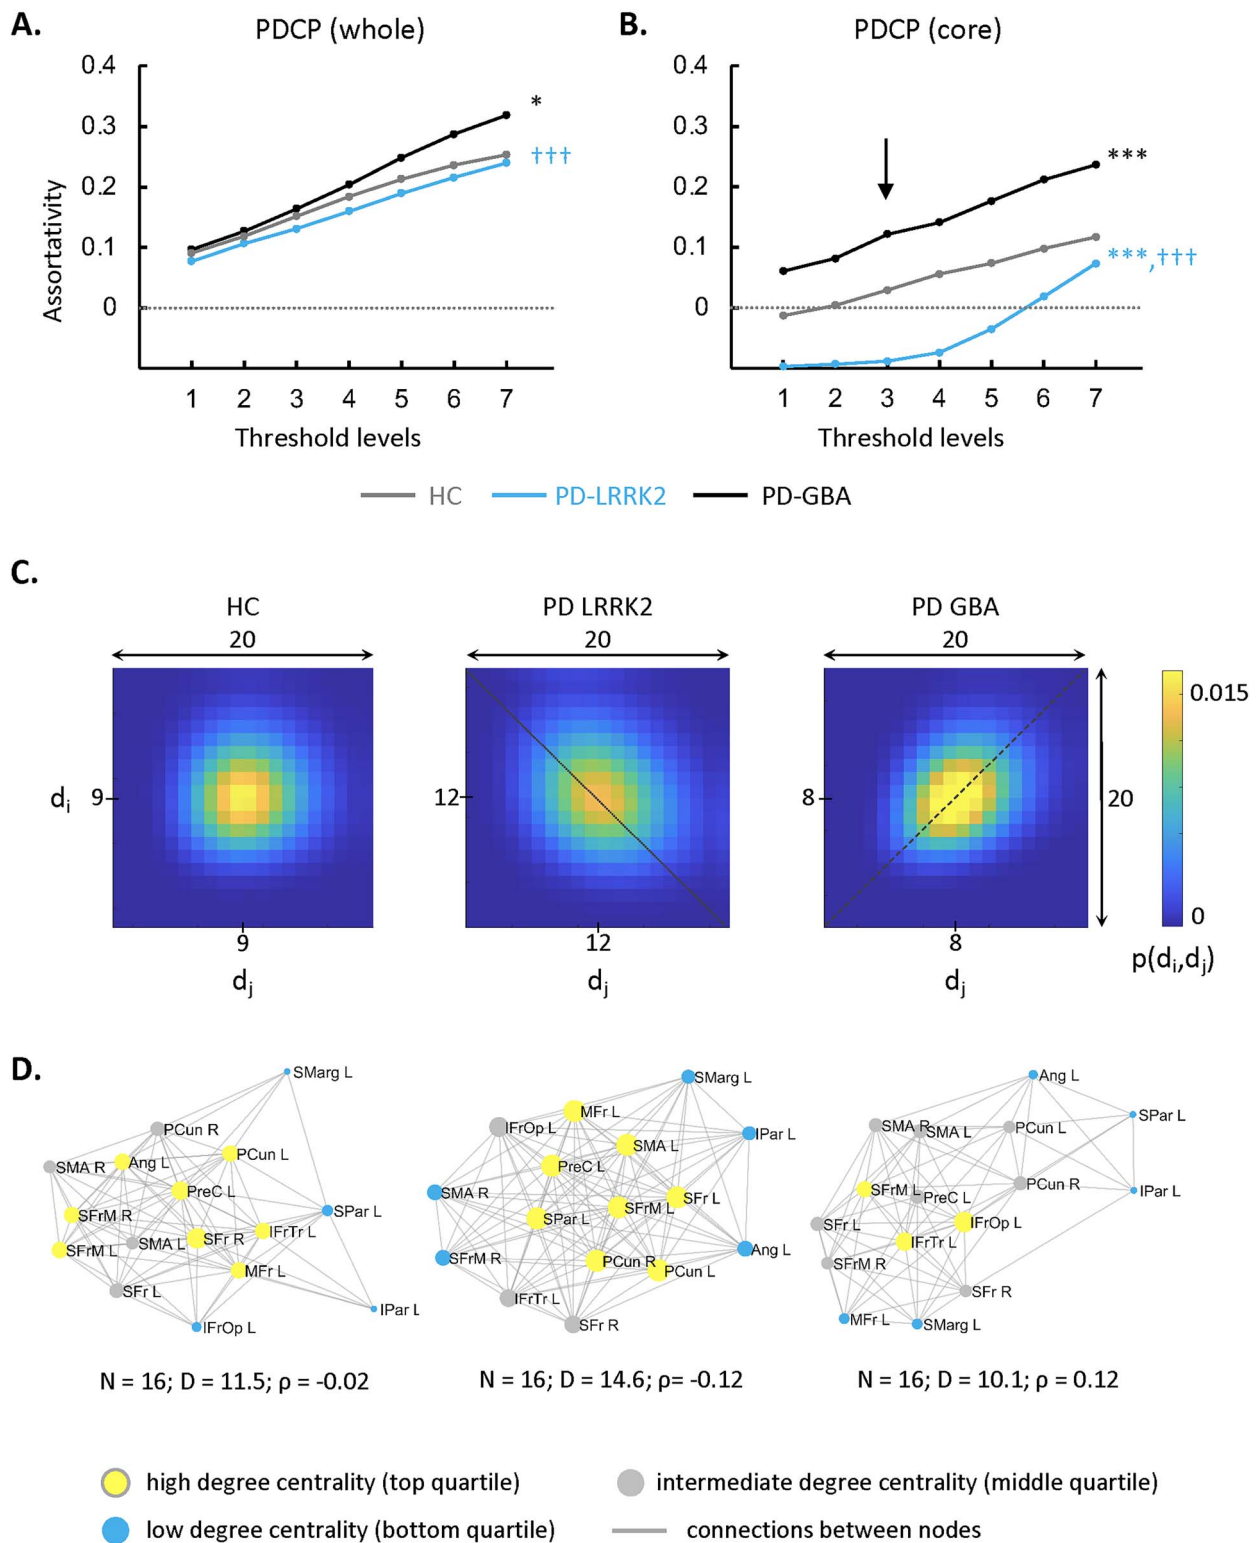 A.
PDCP (whole)
Assortativity
0.4
0.3
0.2
0.1
0
*
†††
1 2 3 4 5 6 7
Threshold levels
B.
PDCP (core)
0.4
0.3
0.2
0.1
0
***
***,†††
1 2 3 4 5 6 7
Threshold levels
HC PD-LRRK2 PD-GBA
C.
HC
20
di
9
9
dj
PD LRRK2
20
12
12
dj
PD GBA
20
8
8
dj
20
0.015
0
p(di,dj)
D.
SMarg L
PCun R
PCun L
SMA R
Ang L
PreC L
SFrM R
SPar L
SFr R
IFrTr L
SMA L
SFrM L
MFr L
SFr L
IPar L
IFrOp L
N = 16; D = 11.5; ρ = -0.02
SMarg L
MFr L
IFrOp L
IPar L
SMA L
PreC L
SMA R
SFr L
SFrM L
SPar L
Ang L
SFrM R
PCun R
PCun L
IFrTr L
SFr R
N = 16; D = 14.6; ρ= -0.12
Ang L
SPar L
SMA R
SMA L
PCun L
PCun R
SFrM L
PreC L
IPar L
SFr L
IFrOp L
IFrTr L
SFrM R
SFr R
MFr L
SMarg L
N = 16; D = 10.1; ρ = 0.12
high degree centrality (top quartile)
intermediate degree centrality (middle quartile)
low degree centrality (bottom quartile)
connections between nodes